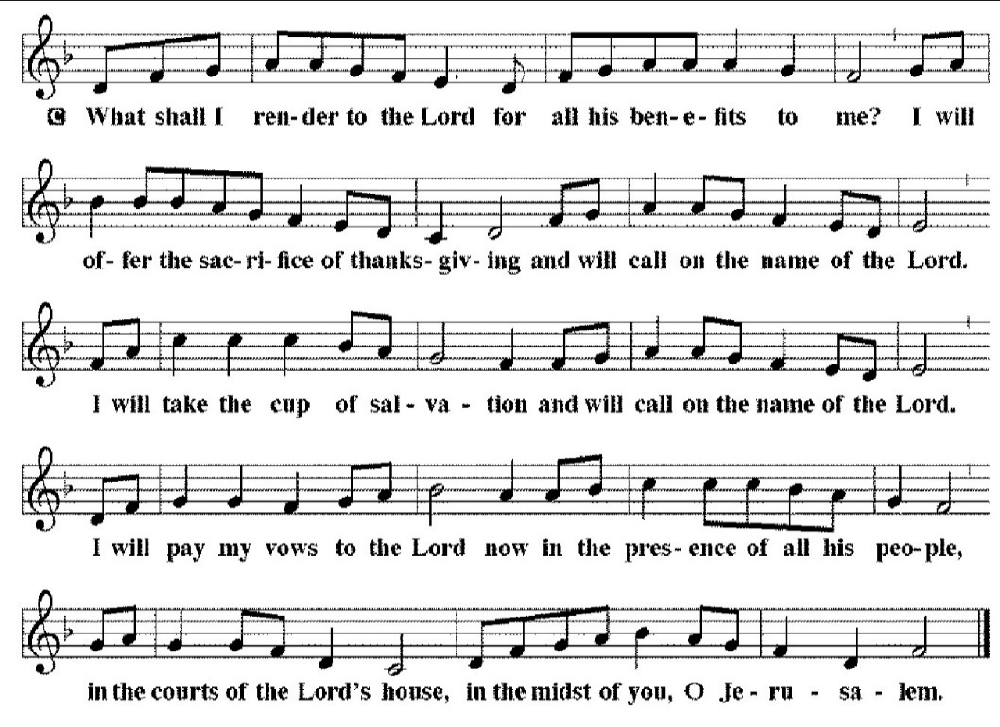 C What shall I ren-der to the Lord for all his ben-e-fits to me? I will
of-fer the sac-ri-fice of thanks-giv-ing and will call on the name of the Lord.
I will take the cup of sal-va-tion and will call on the name of the Lord.
I will pay my vows to the Lord now in the pres-ence of all his peo-ple,
in the courts of the Lord's house, in the midst of you, O Je-ru-sa-lem.